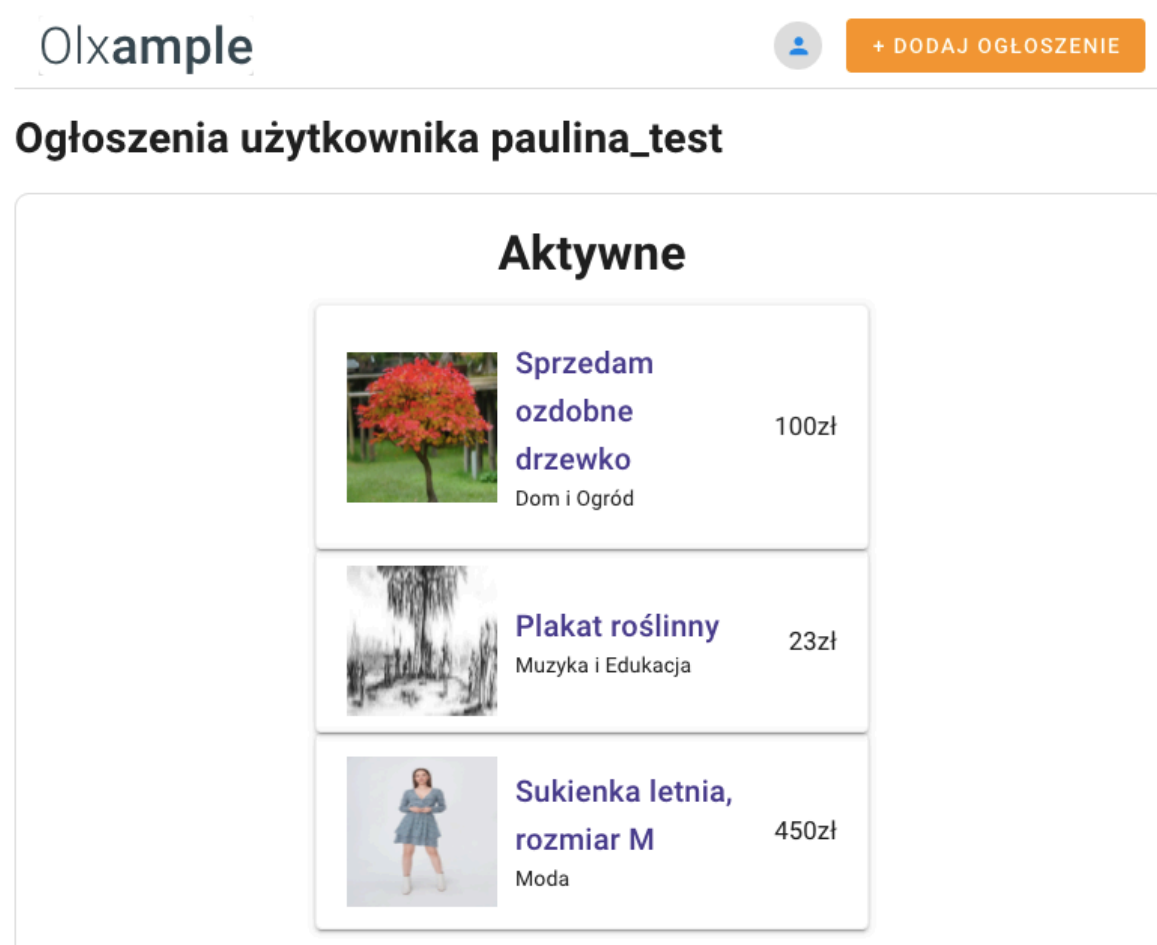 Olxample
+ DODAJ OGŁOSZENIE
Ogłoszenia użytkownika paulina_test
Aktywne
Sprzedam
ozdobne
drzewko
Dom i Ogród
100zł
Plakat roślinny
Muzyka i Edukacja
23zł
Sukienka letnia,
rozmiar M
Moda
450zł